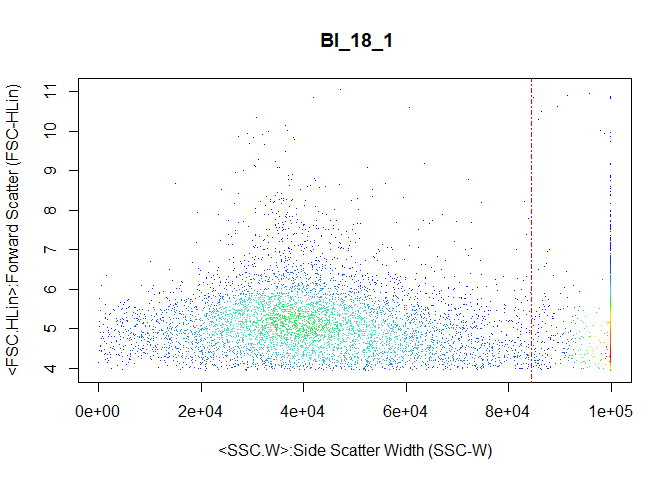 BI_18_1
<FSC.HLin>:Forward Scatter (FSC-HLin)
11
10
9
8
7
6
5
4
0e+00 2e+04 4e+04 6e+04 8e+04 1e+05
<SSC.W>:Side Scatter Width (SSC-W)